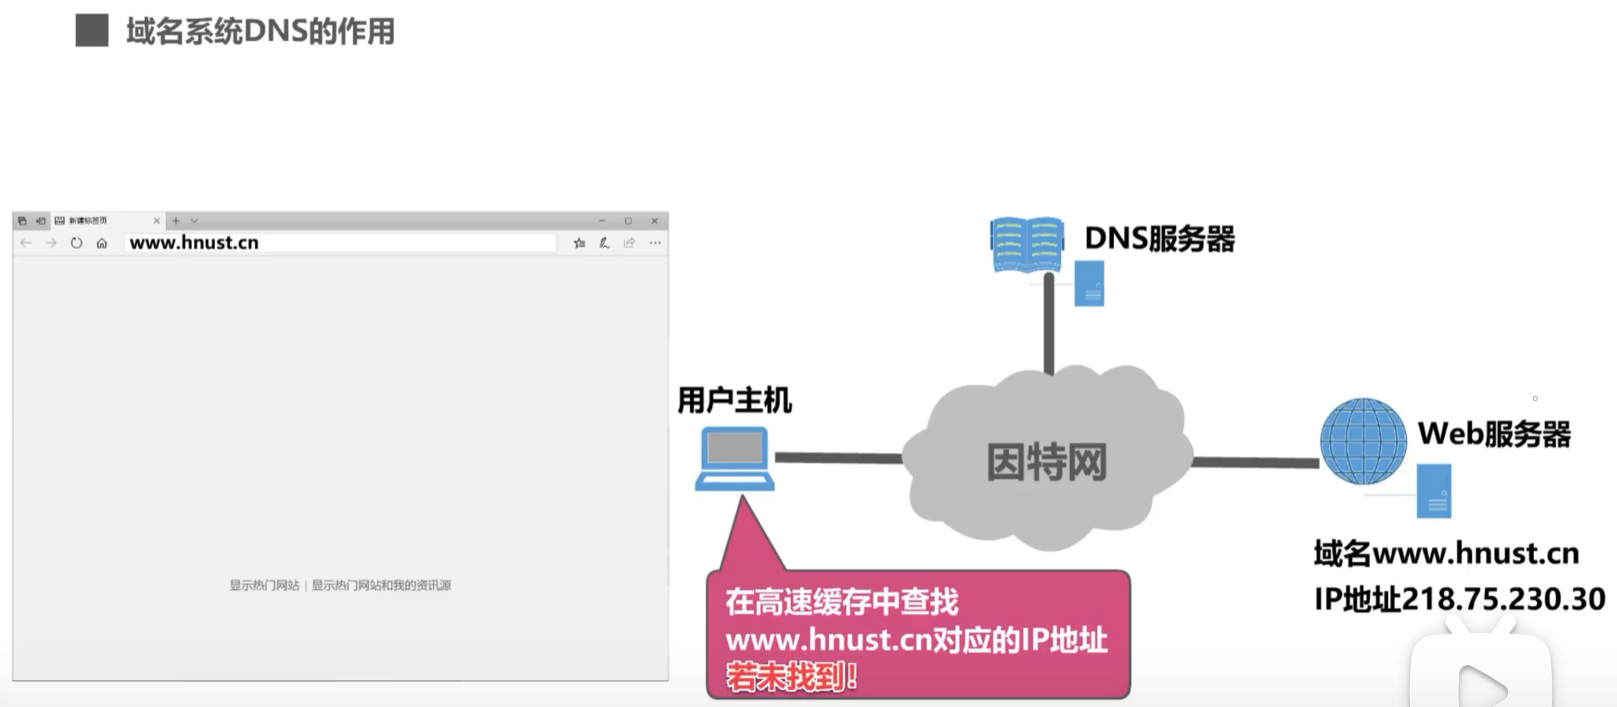 域名系统DNS的作用
新建标签页
www.hnust.cn
显示热门网站 | 显示热门网站和我的资讯源
DNS服务器
用户主机
因特网
Web服务器
域名www.hnust.cn
IP地址218.75.230.30
在高速缓存中查找
www.hnust.cn对应的IP地址
若未找到！